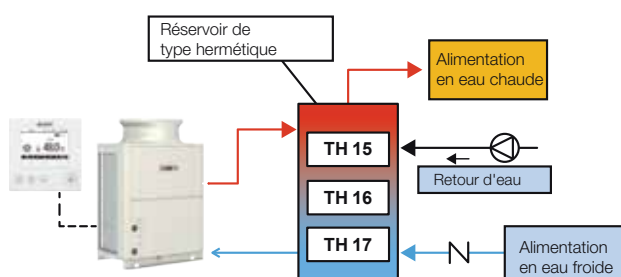 Réservoir de
type hermétique
Alimentation
en eau chaude
TH 15
TH 16
TH 17
Retour d'eau
Alimentation
en eau froide